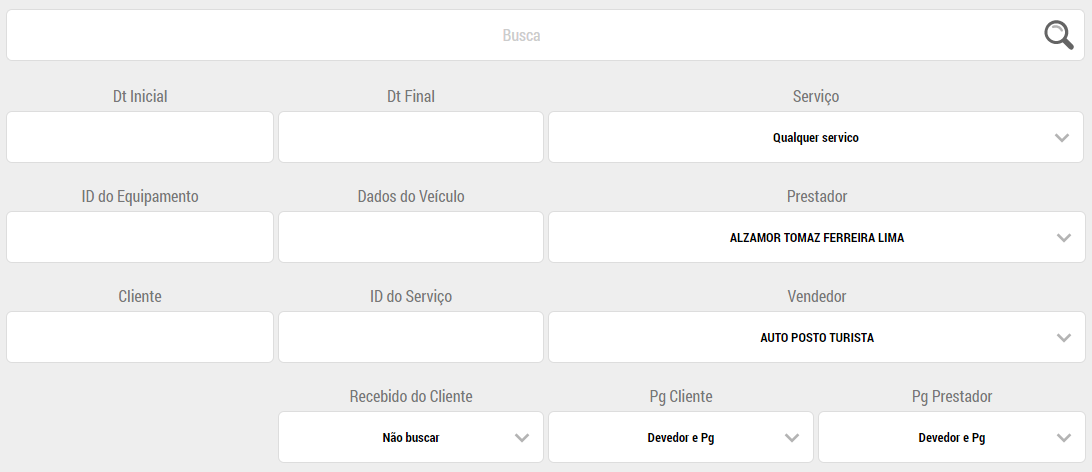 Busca
Dt Inicial Dt Final Serviço
Qualquer servico
ID do Equipamento Dados do Veículo Prestador
ALZAMOR TOMAZ FERREIRA LIMA
Cliente ID do Serviço Vendedor
AUTO POSTO TURISTA
Recebido do Cliente Pg Cliente Pg Prestador
Não buscar Devedor e Pg Devedor e Pg